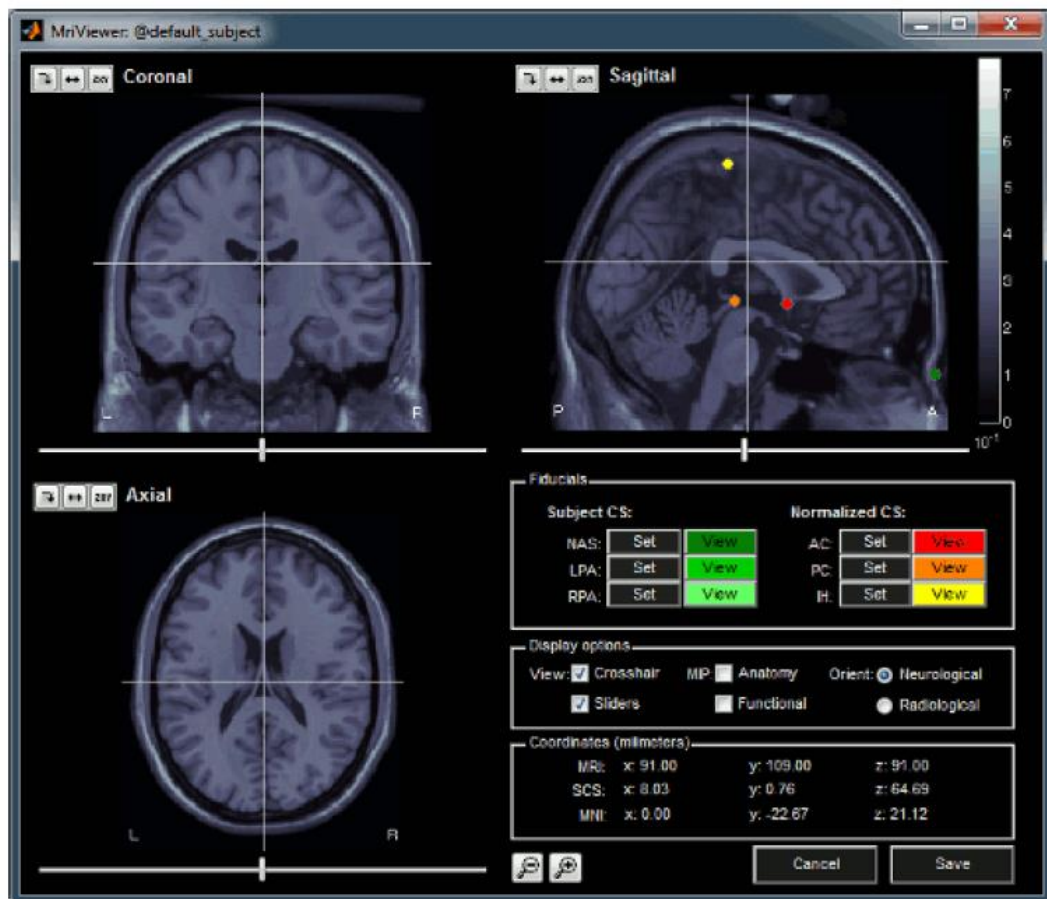 MriViewer: @default_subject
Coronal
L R
Sagittal
P A
7
6
5
4
3
2
1
0
10⁻¹
Axial
L R
Fiducials
Subject CS: Normalized CS:
NAS: Set View AC: Set View
LPA: Set View PC: Set View
RPA: Set View IH: Set View
Display options
View: Crosshair MIP: Anatomy Orient: Neurological
Sliders Functional Radiological
Coordinates (milimeters)
MRI: x: 91.00 y: 109.00 z: 91.00
SCS: x: 8.03 y: 0.76 z: 64.69
MNI: x: 0.00 y: -22.67 z: 21.12
Cancel Save